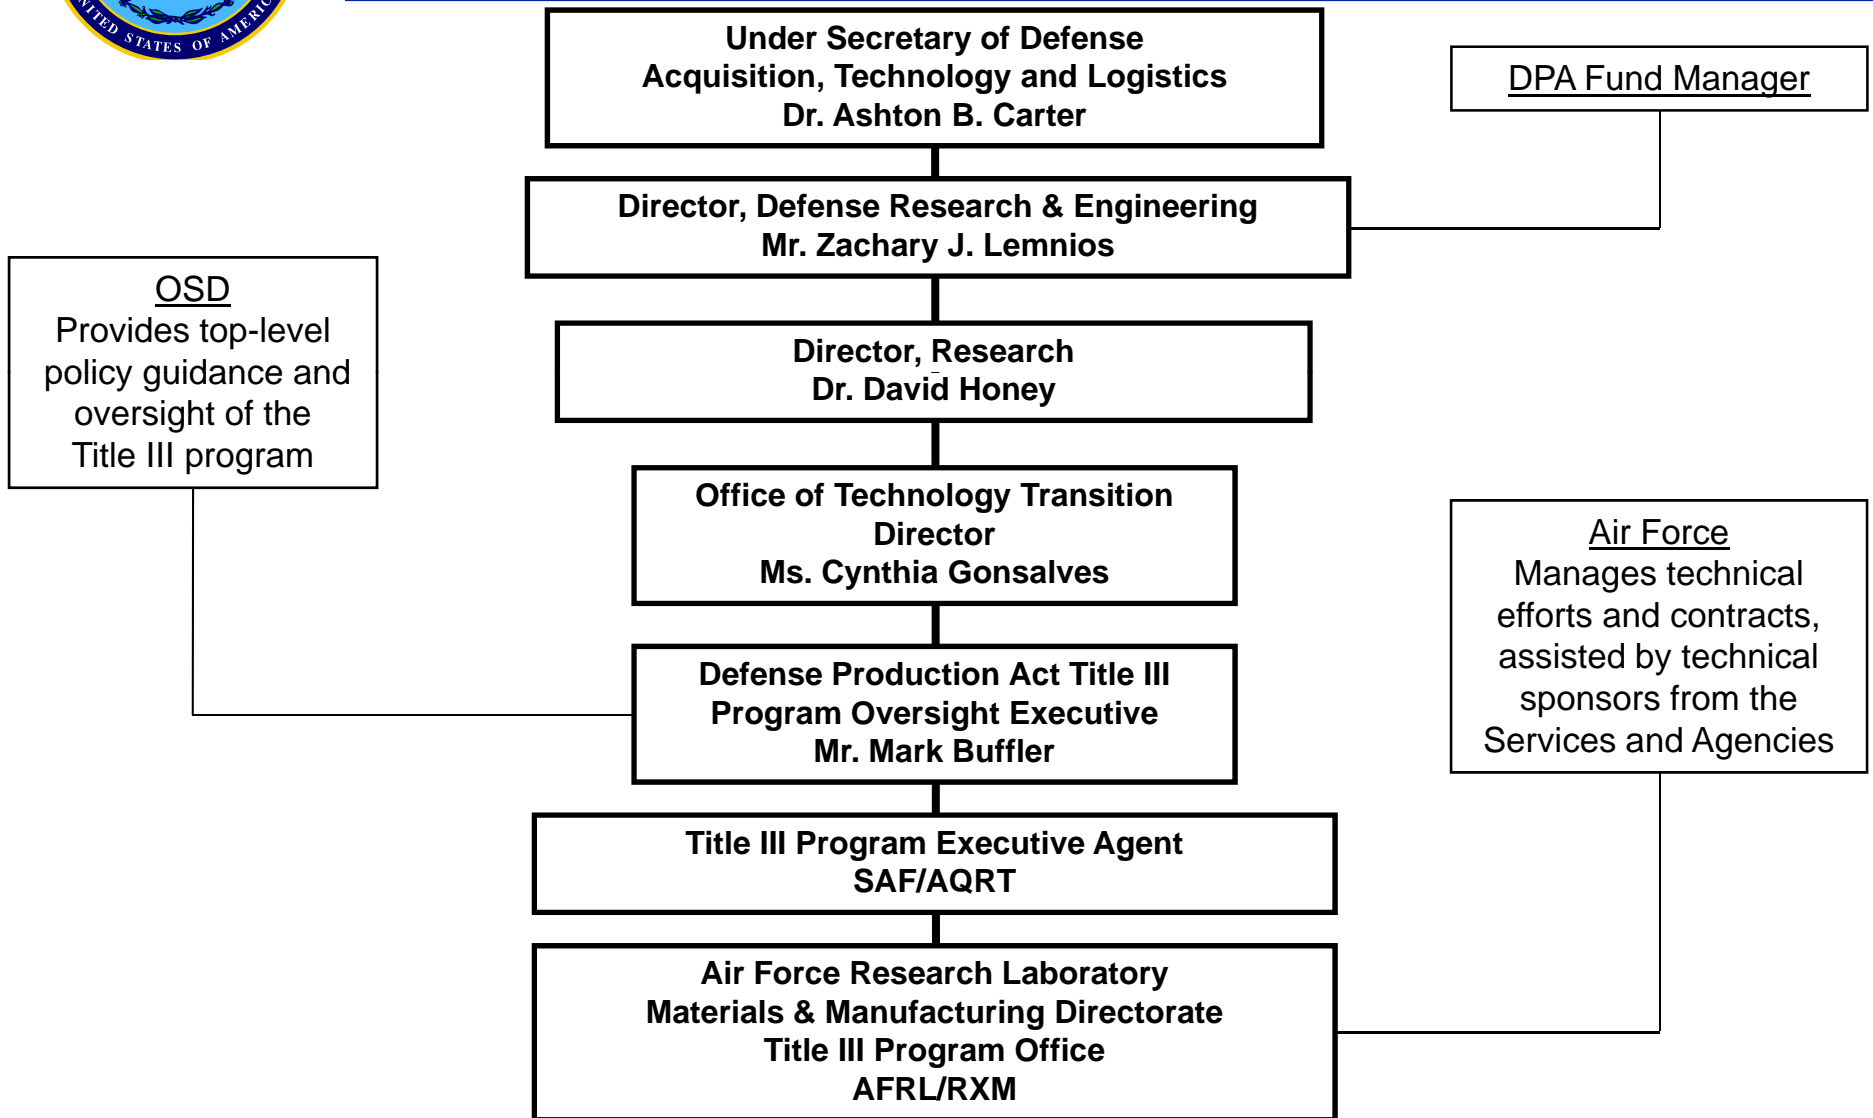 UNITED STATES OF AMERIC
Under Secretary of Defense
Acquisition, Technology and Logistics
Dr. Ashton B. Carter
DPA Fund Manager
Director, Defense Research & Engineering
Mr. Zachary J. Lemnios
OSD
Provides top-level
policy guidance and
oversight of the
Title III program
Director, Research
Dr. David Honey
Office of Technology Transition
Director
Ms. Cynthia Gonsalves
Air Force
Manages technical
efforts and contracts,
assisted by technical
sponsors from the
Services and Agencies
Defense Production Act Title III
Program Oversight Executive
Mr. Mark Buffler
Title III Program Executive Agent
SAF/AQRT
Air Force Research Laboratory
Materials & Manufacturing Directorate
Title III Program Office
AFRL/RXM